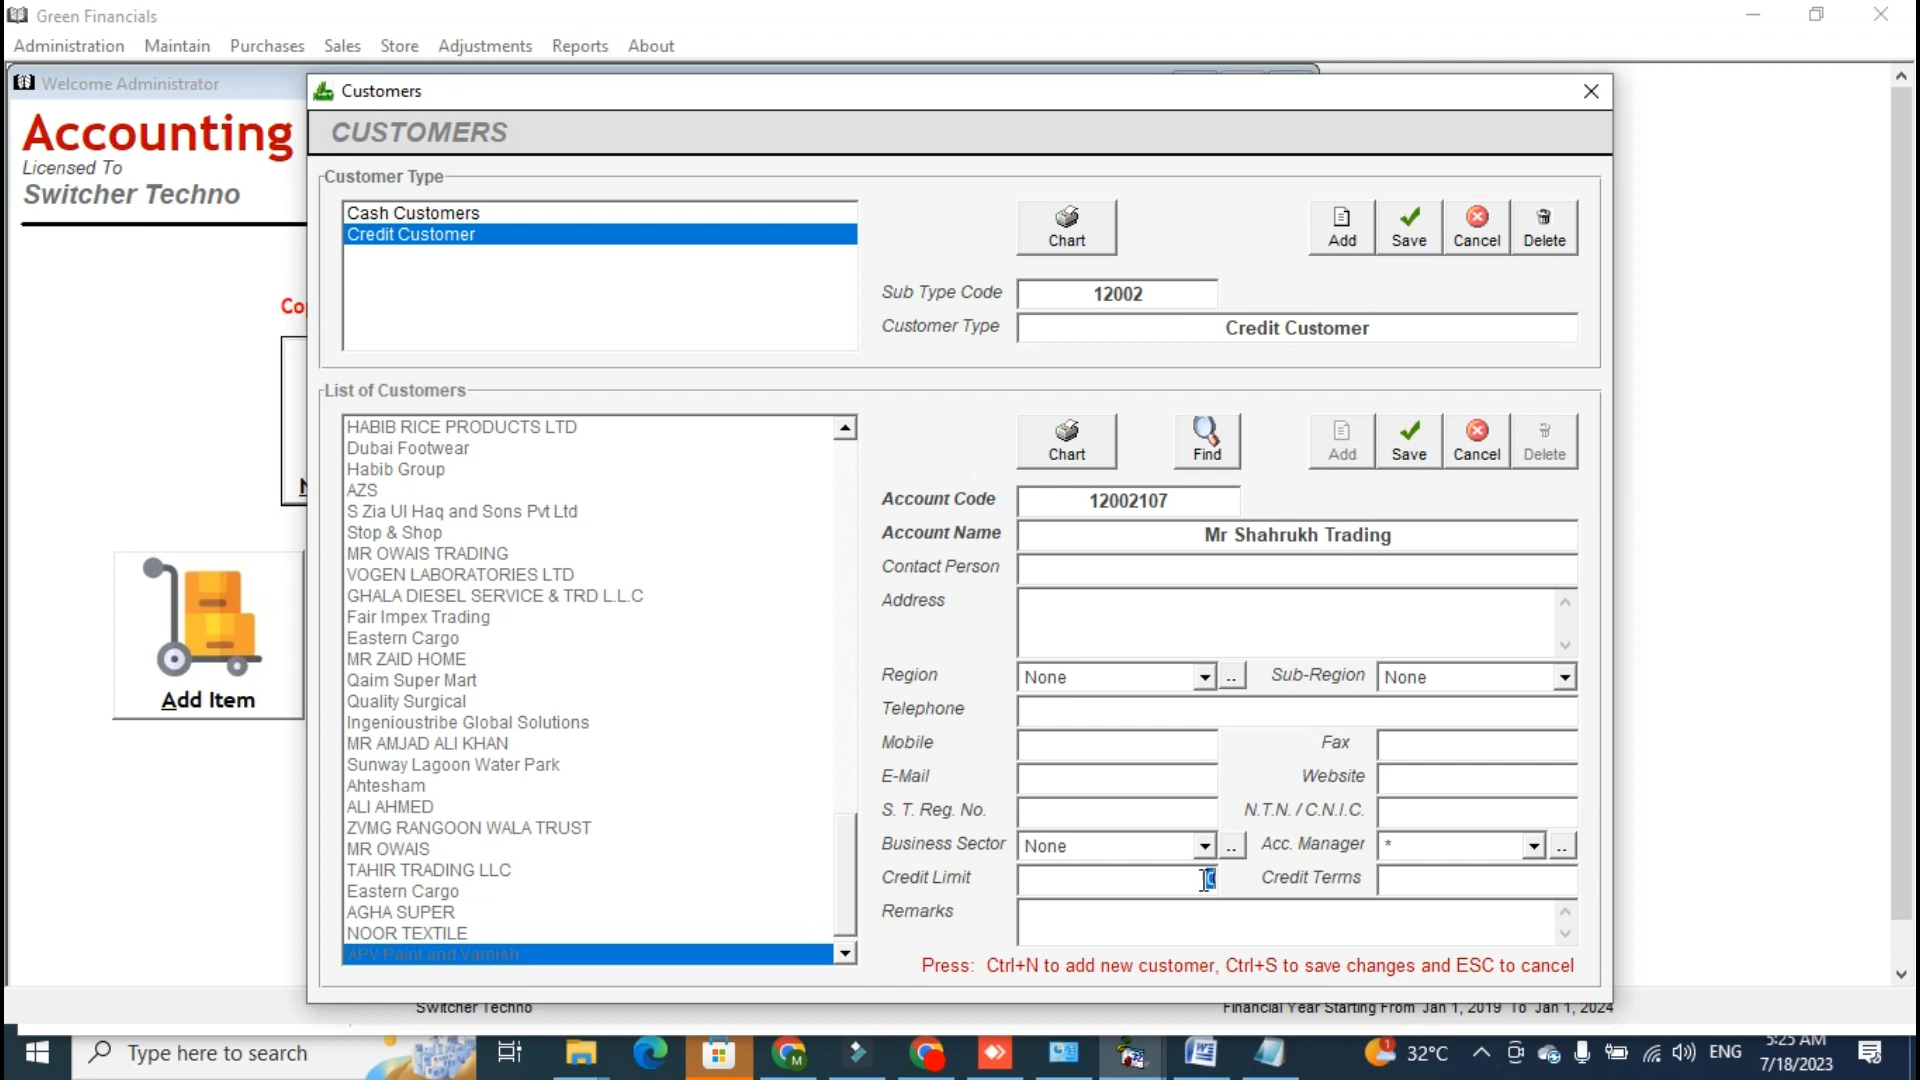 Green Financials
Administration Maintain Purchases Sales Store Adjustments Reports About
Welcome Administrator
Accounting
Licensed To
Switcher Techno
Add Item
Customers
CUSTOMERS
Customer Type
Cash Customers
Credit Customer
Chart
Add Save Cancel Delete
Sub Type Code 12002
Customer Type Credit Customer
List of Customers
HABIB RICE PRODUCTS LTD
Dubai Footwear
Habib Group
AZS
S Zia Ul Haq and Sons Pvt Ltd
Stop & Shop
MR OWAIS TRADING
VOGEN LABORATORIES LTD
GHALA DIESEL SERVICE & TRD L.L.C
Fair Impex Trading
Eastern Cargo
MR ZAID HOME
Qaim Super Mart
Quality Surgical
Ingenioustribe Global Solutions
MR AMJAD ALI KHAN
Sunway Lagoon Water Park
Ahtesham
ALI AHMED
ZVMG RANGOON WALA TRUST
MR OWAIS
TAHIR TRADING LLC
Eastern Cargo
AGHA SUPER
NOOR TEXTILE
APV Paint and Varnish
Chart Find Add Save Cancel Delete
Account Code 12002107
Account Name Mr Shahrukh Trading
Contact Person
Address
Region None .. Sub-Region None
Telephone
Mobile Fax
E-Mail Website
S. T. Reg. No. N.T.N. / C.N.I.C.
Business Sector None .. Acc. Manager * ..
Credit Limit Credit Terms
Remarks
Press: Ctrl+N to add new customer, Ctrl+S to save changes and ESC to cancel
Switcher Techno Financial Year Starting From Jan 1, 2019 To Jan 1, 2024
Type here to search
32°C ENG
5:25 AM
7/18/2023